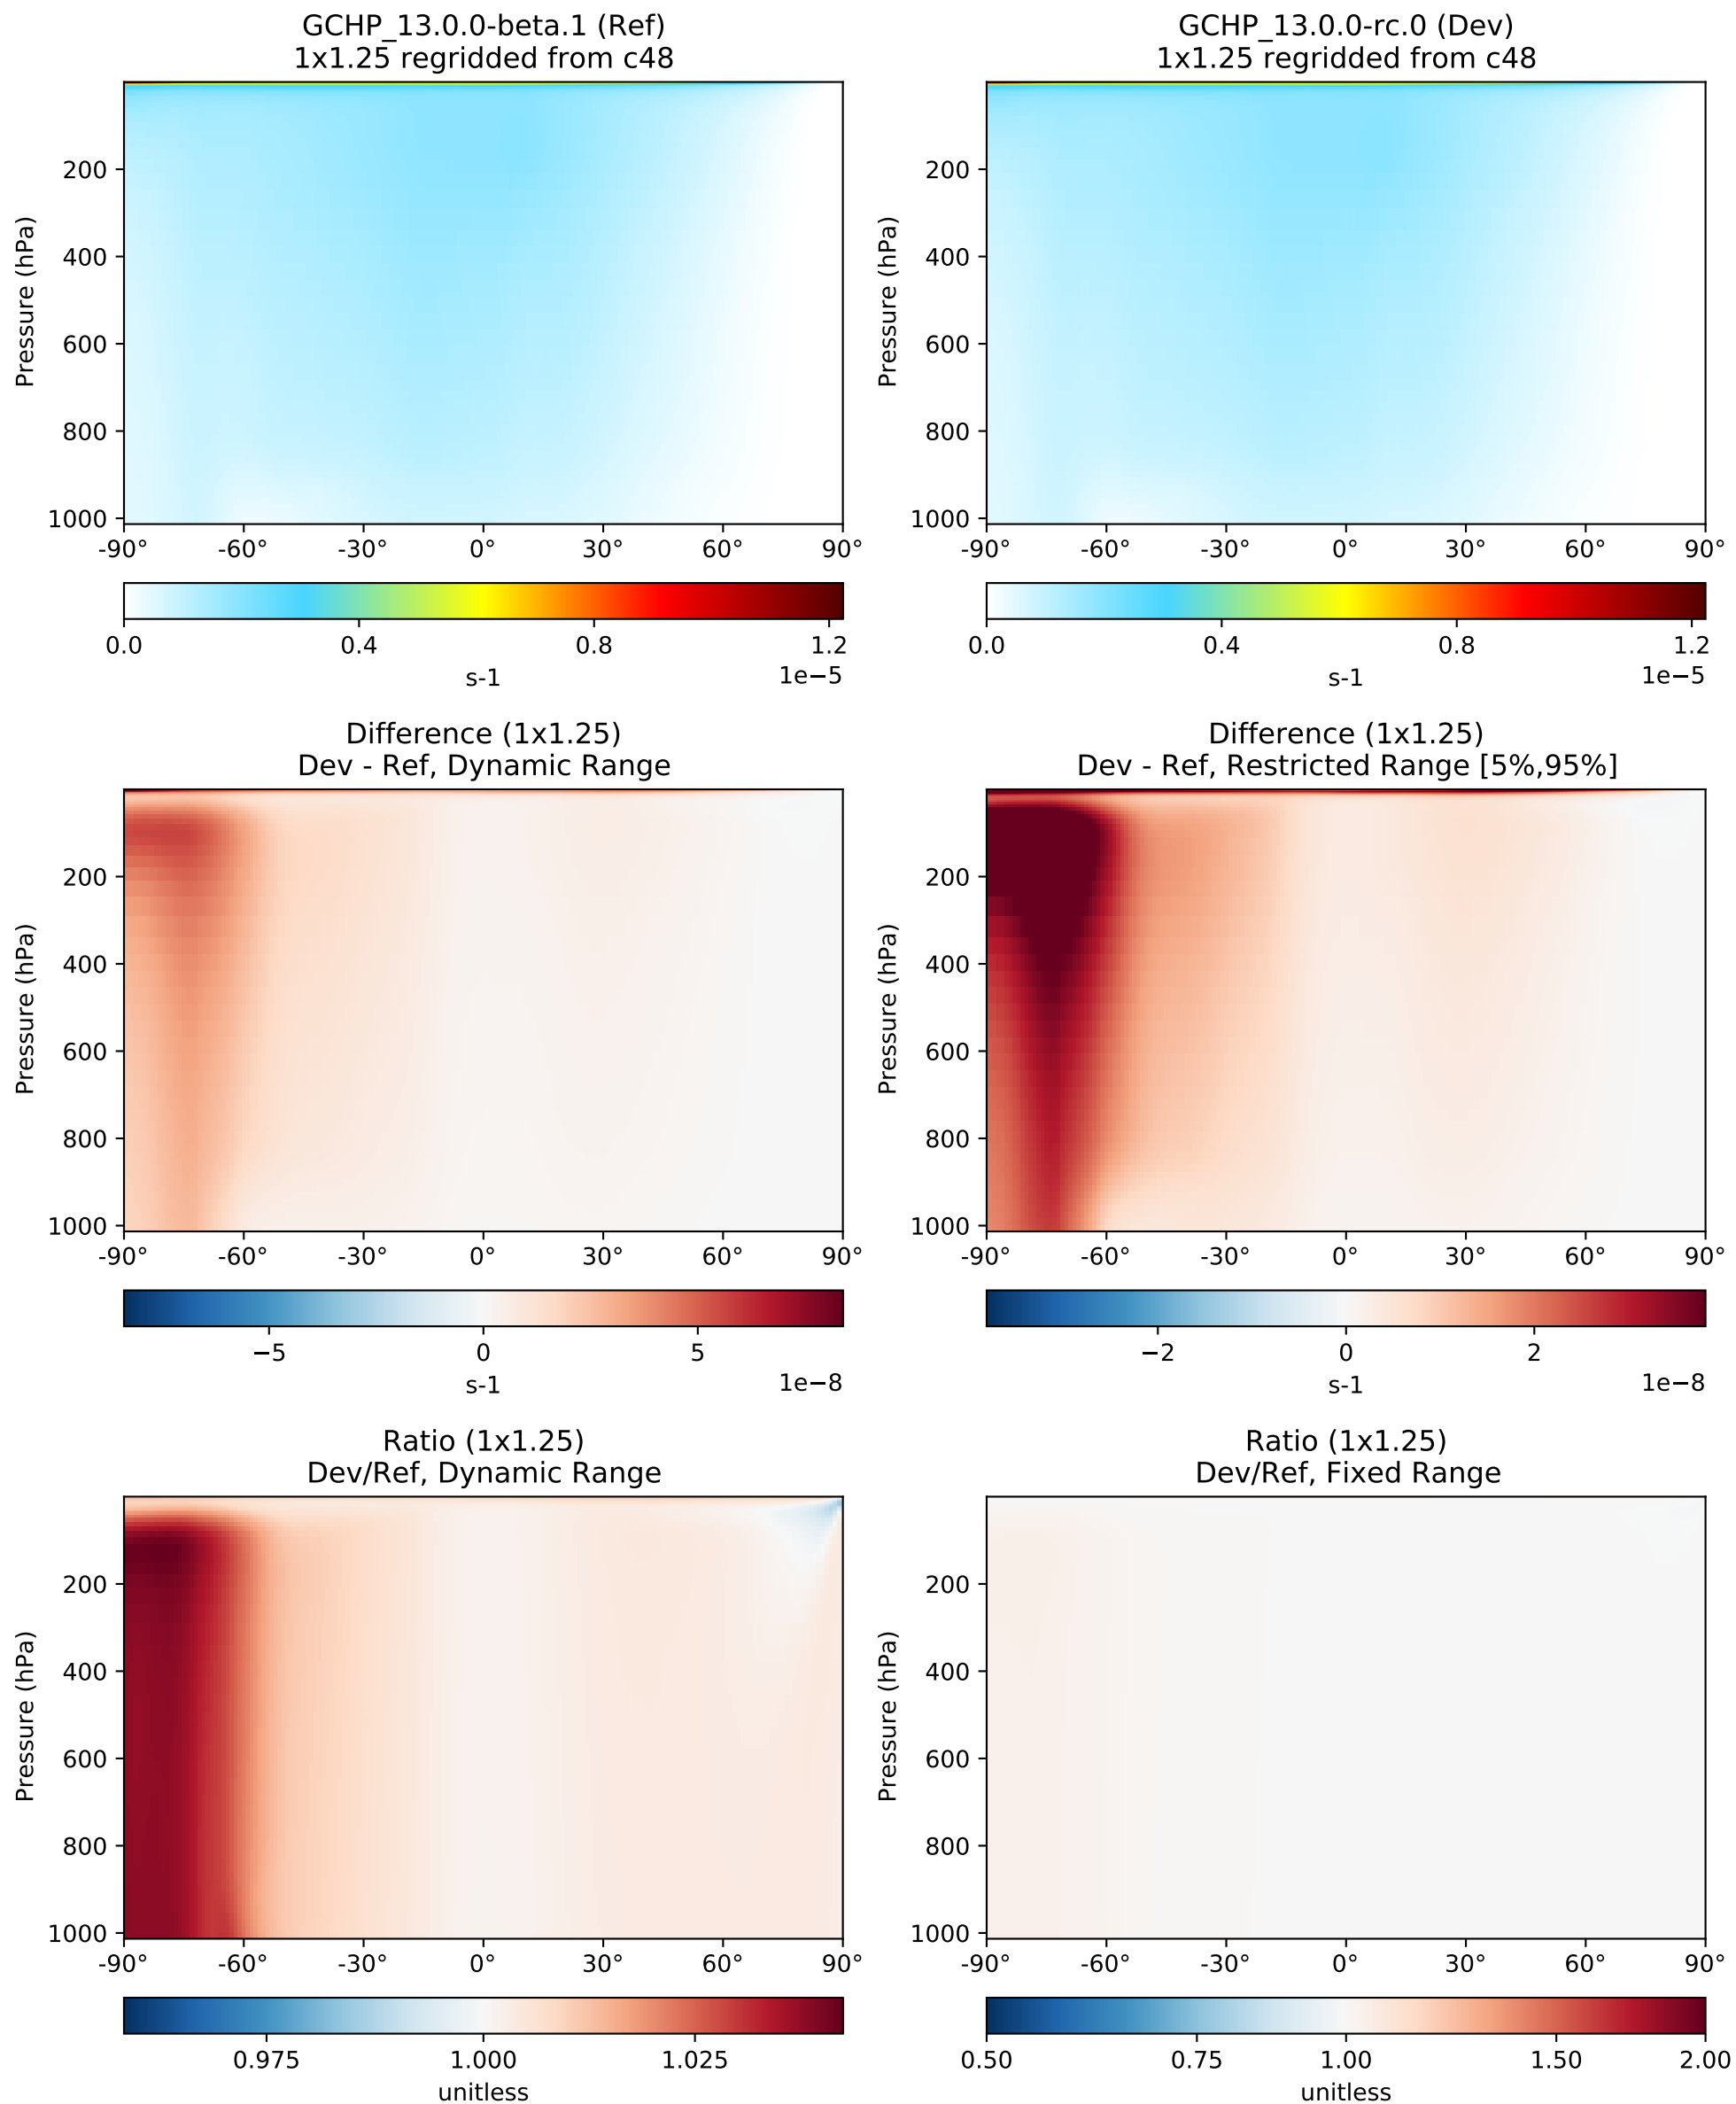 GCHP_13.0.0-beta.1 (Ref)
1x1.25 regridded from c48
Pressure (hPa)
200
400
600
800
1000
-90° -60° -30° 0° 30° 60° 90°
0.0 0.4 0.8 1.2
1e−5
s-1
GCHP_13.0.0-rc.0 (Dev)
1x1.25 regridded from c48
Pressure (hPa)
200
400
600
800
1000
-90° -60° -30° 0° 30° 60° 90°
0.0 0.4 0.8 1.2
1e−5
s-1
Difference (1x1.25)
Dev - Ref, Dynamic Range
Pressure (hPa)
200
400
600
800
1000
-90° -60° -30° 0° 30° 60° 90°
−5 0 5
1e−8
s-1
Difference (1x1.25)
Dev - Ref, Restricted Range [5%,95%]
Pressure (hPa)
200
400
600
800
1000
-90° -60° -30° 0° 30° 60° 90°
−2 0 2
1e−8
s-1
Ratio (1x1.25)
Dev/Ref, Dynamic Range
Pressure (hPa)
200
400
600
800
1000
-90° -60° -30° 0° 30° 60° 90°
0.975 1.000 1.025
unitless
Ratio (1x1.25)
Dev/Ref, Fixed Range
Pressure (hPa)
200
400
600
800
1000
-90° -60° -30° 0° 30° 60° 90°
0.50 0.75 1.00 1.50 2.00
unitless